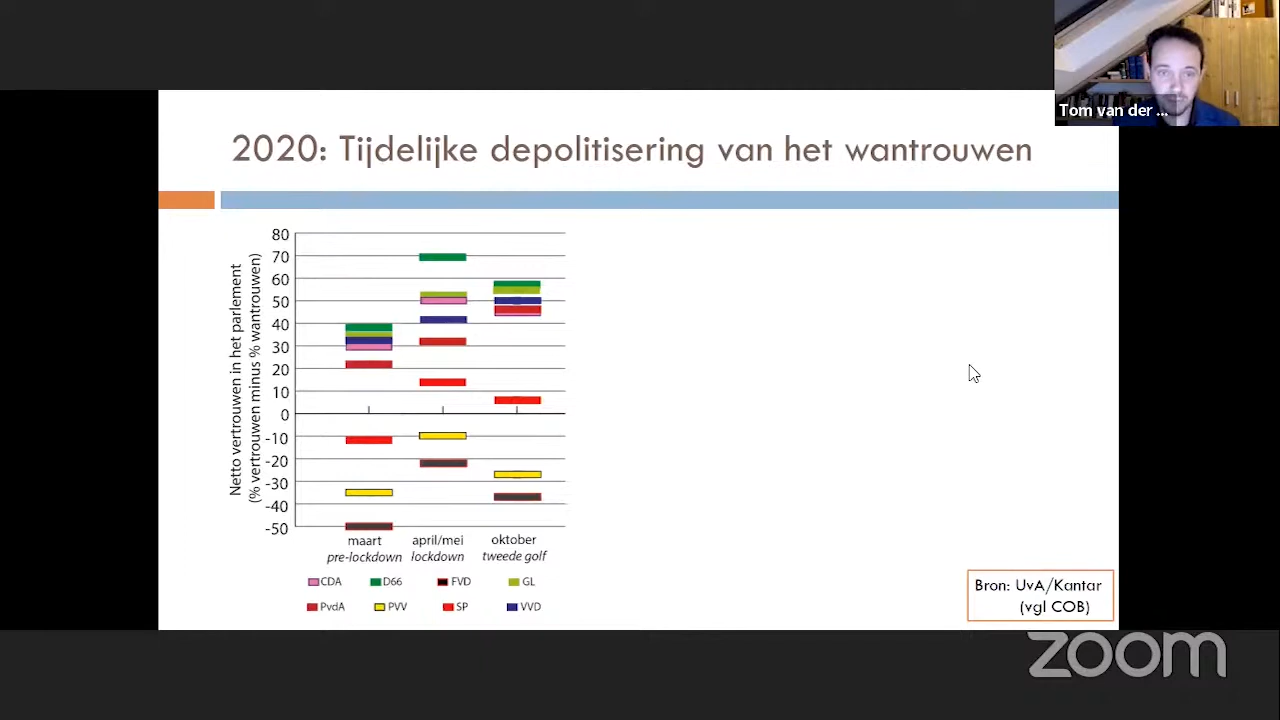 Tom van der ...
2020: Tijdelijke depolitisering van het wantrouwen
Netto vertrouwen in het parlement
(% vertrouwen minus % wantrouwen)
80
70
60
50
40
30
20
10
0
-10
-20
-30
-40
-50
maart
pre-lockdown
april/mei
lockdown
oktober
tweede golf
CDA D66 FVD GL
PvdA PVV SP VVD
Bron: UvA/Kantar
(vgl COB)
zoom